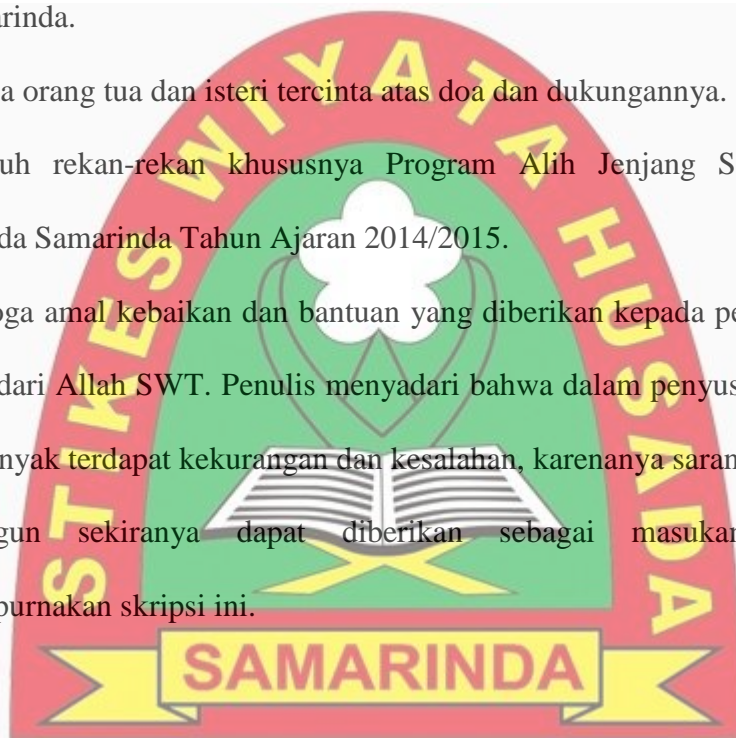 arinda.
a orang tua dan isteri tercinta atas doa dan dukungannya.
uh rekan-rekan khususnya Program Alih Jenjang S
da Samarinda Tahun Ajaran 2014/2015.
oga amal kebaikan dan bantuan yang diberikan kepada pe
dari Allah SWT. Penulis menyadari bahwa dalam penyus
nyak terdapat kekurangan dan kesalahan, karenanya saran
gun sekiranya dapat diberikan sebagai masukan
purnakan skripsi ini.
STIKES WIYATA HUSADA
SAMARINDA